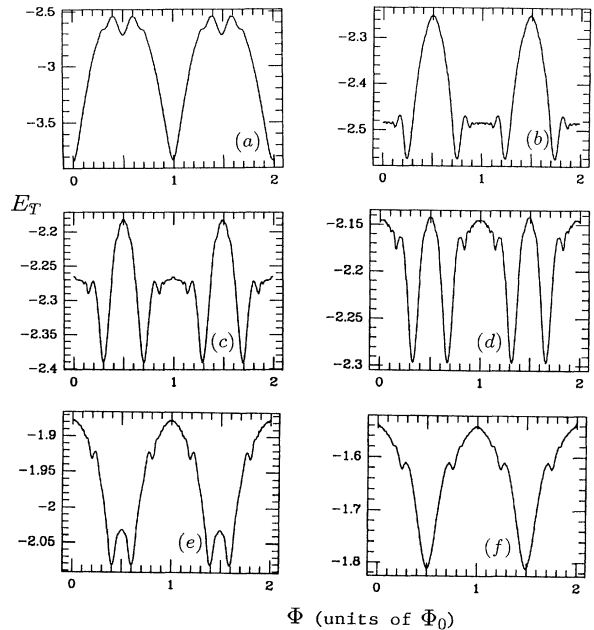 -2.5
-3
-3.5
0 1 2
(a)
-2.3
-2.4
-2.5
0 1 2
(b)
E_T
-2.2
-2.25
-2.3
-2.35
-2.4
0 1 2
(c)
-2.15
-2.2
-2.25
-2.3
0 1 2
(d)
-1.9
-1.95
-2
-2.05
0 1 2
(e)
-1.6
-1.7
-1.8
0 1 2
(f)
Φ (units of Φ₀)